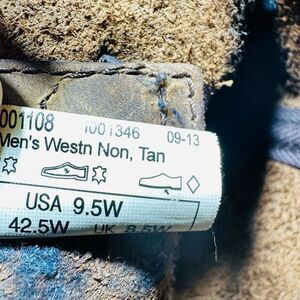 001108 1001346 09-13
Men's Westn Non, Tan
USA 9.5W
42.5W UK 8.5W